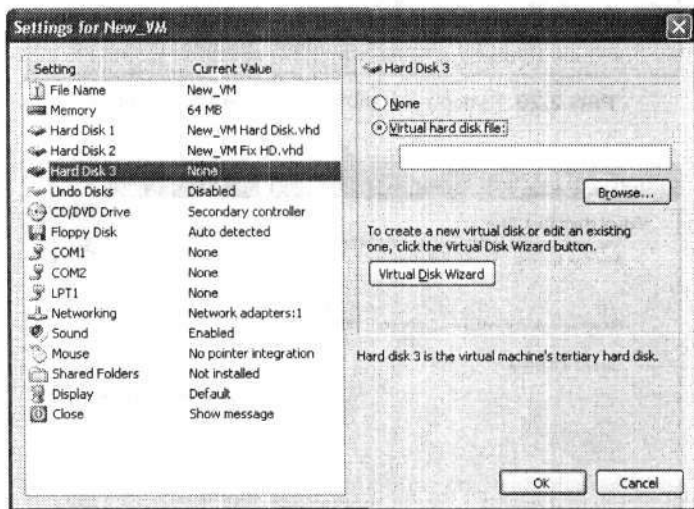 Settings for New_VM
Setting Current Value
File Name New_VM
Memory 64 MB
Hard Disk 1 New_VM Hard Disk.vhd
Hard Disk 2 New_VM Fix HD.vhd
Hard Disk 3 None
Undo Disks Disabled
CD/DVD Drive Secondary controller
Floppy Disk Auto detected
COM1 None
COM2 None
LPT1 None
Networking Network adapters:1
Sound Enabled
Mouse No pointer integration
Shared Folders Not installed
Display Default
Close Show message
Hard Disk 3
None
Virtual hard disk file:
Browse...
To create a new virtual disk or edit an existing
one, click the Virtual Disk Wizard button.
Virtual Disk Wizard
Hard disk 3 is the virtual machine's tertiary hard disk.
OK Cancel